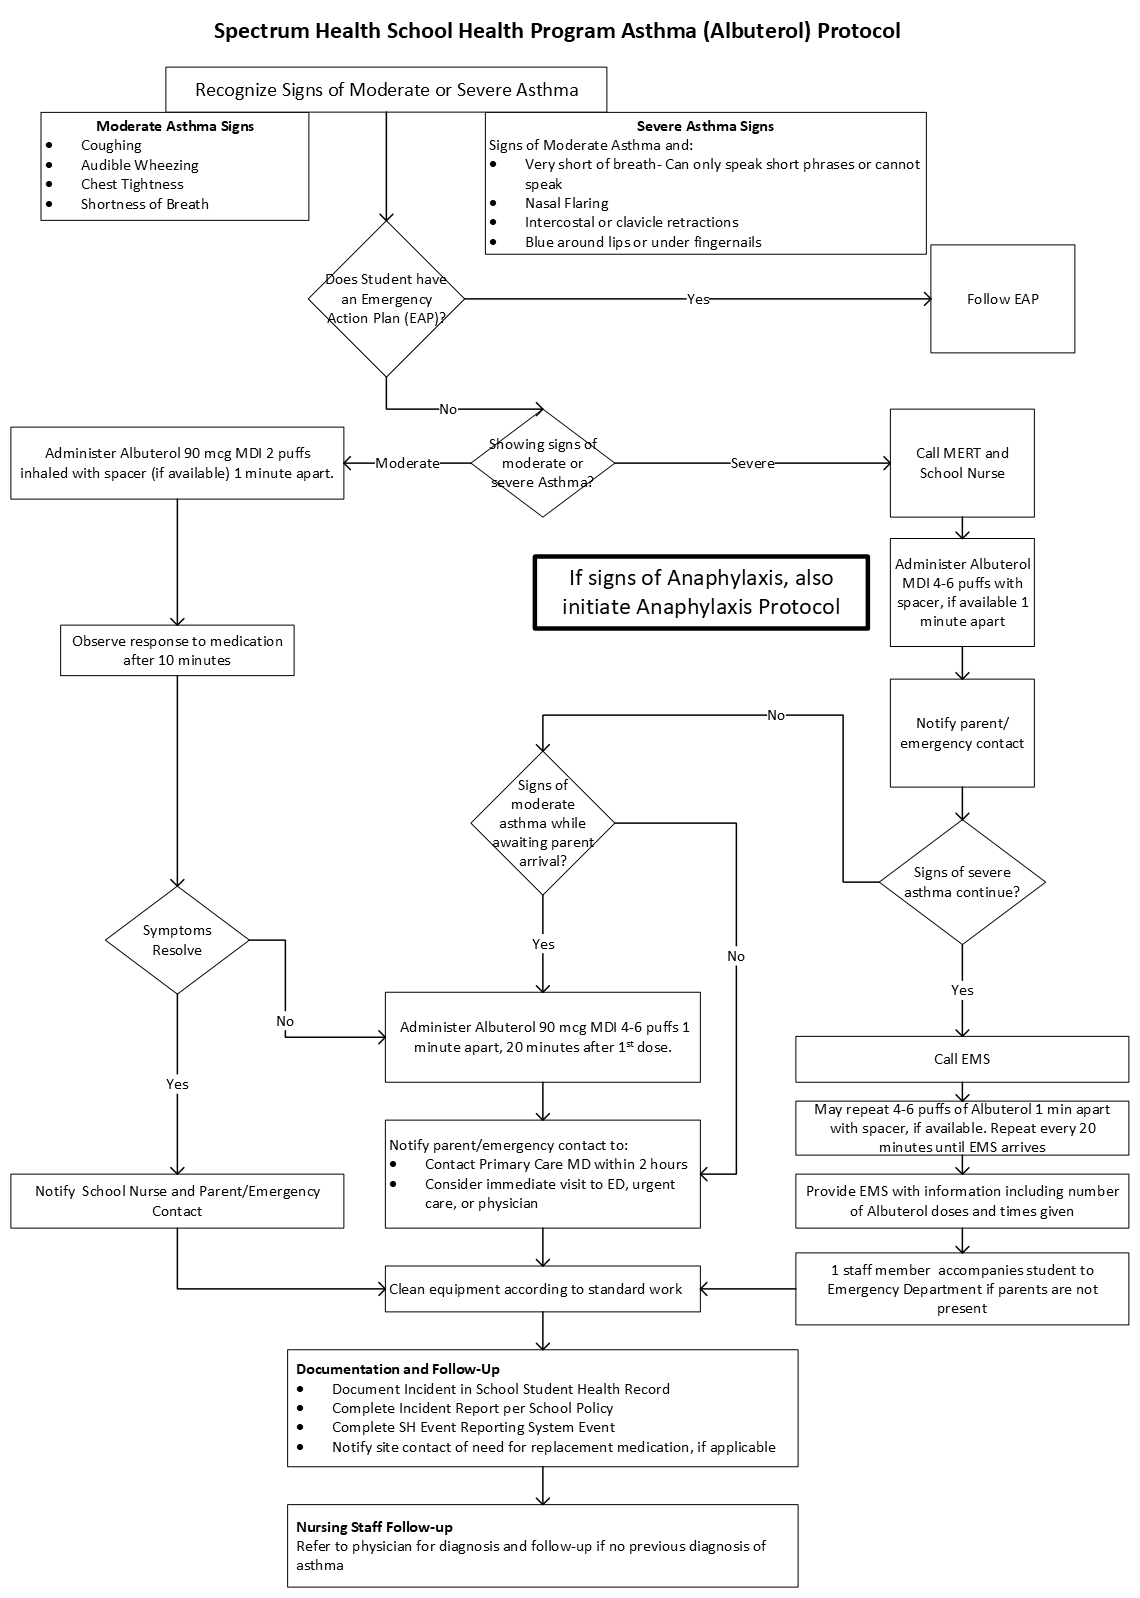 Spectrum Health School Health Program Asthma (Albuterol) Protocol
Recognize Signs of Moderate or Severe Asthma
Moderate Asthma Signs
• Coughing
• Audible Wheezing
• Chest Tightness
• Shortness of Breath
Severe Asthma Signs
Signs of Moderate Asthma and:
• Very short of breath- Can only speak short phrases or cannot
speak
• Nasal Flaring
• Intercostal or clavicle retractions
• Blue around lips or under fingernails
Does Student have
an Emergency
Action Plan (EAP)?
Yes
Follow EAP
No
Showing signs of
moderate or
severe Asthma?
Moderate
Severe
Administer Albuterol 90 mcg MDI 2 puffs
inhaled with spacer (if available) 1 minute apart.
Call MERT and
School Nurse
If signs of Anaphylaxis, also
initiate Anaphylaxis Protocol
Administer Albuterol
MDI 4-6 puffs with
spacer, if available 1
minute apart
Observe response to medication
after 10 minutes
Notify parent/
emergency contact
No
Signs of
moderate
asthma while
awaiting parent
arrival?
Signs of severe
asthma continue?
Symptoms
Resolve
Yes
No
Yes
No
Administer Albuterol 90 mcg MDI 4-6 puffs 1
minute apart, 20 minutes after 1st dose.
Call EMS
Yes
May repeat 4-6 puffs of Albuterol 1 min apart
with spacer, if available. Repeat every 20
minutes until EMS arrives
Notify parent/emergency contact to:
• Contact Primary Care MD within 2 hours
• Consider immediate visit to ED, urgent
care, or physician
Notify School Nurse and Parent/Emergency
Contact
Provide EMS with information including number
of Albuterol doses and times given
1 staff member accompanies student to
Emergency Department if parents are not
present
Clean equipment according to standard work
Documentation and Follow-Up
• Document Incident in School Student Health Record
• Complete Incident Report per School Policy
• Complete SH Event Reporting System Event
• Notify site contact of need for replacement medication, if applicable
Nursing Staff Follow-up
Refer to physician for diagnosis and follow-up if no previous diagnosis of
asthma